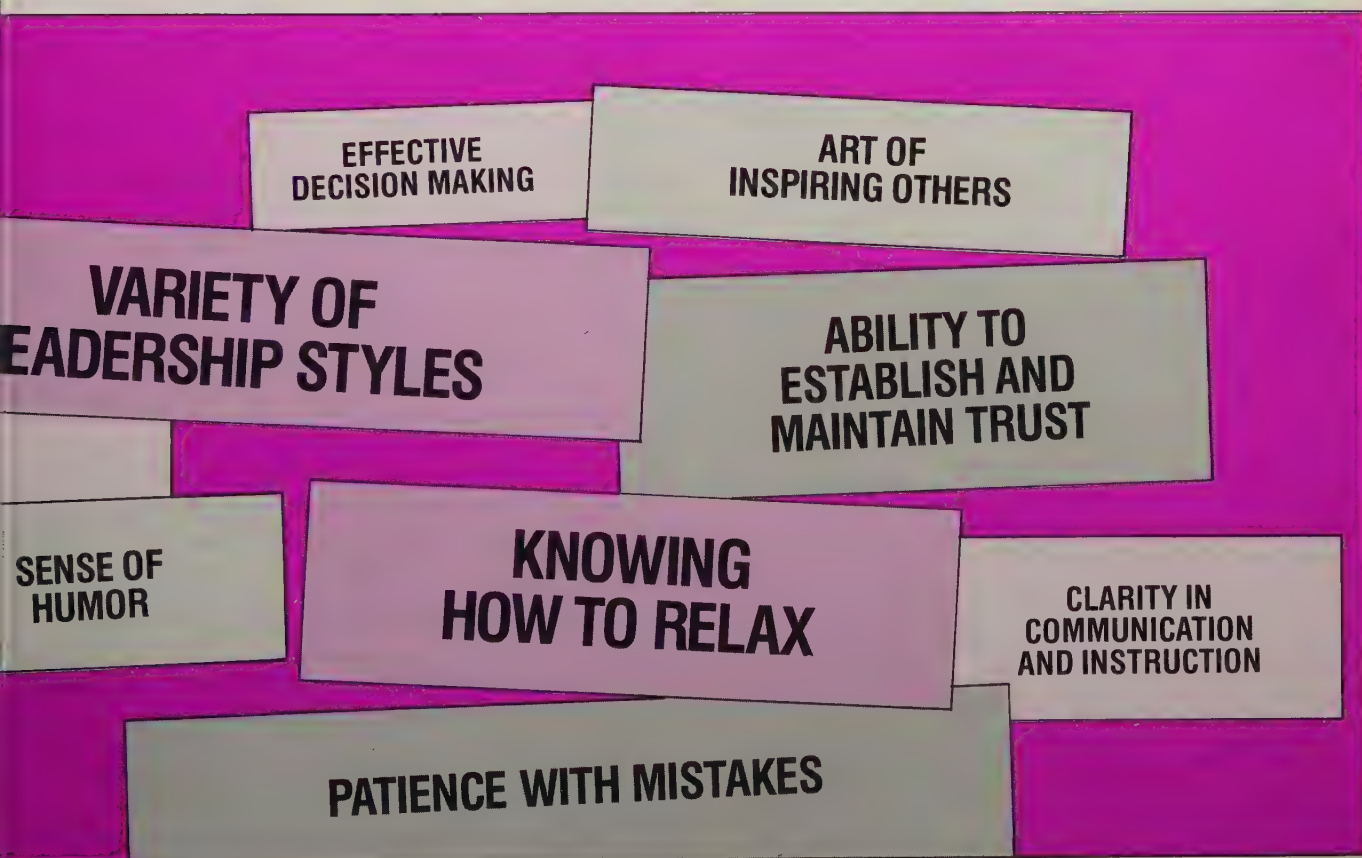 EFFECTIVE
DECISION MAKING
ART OF
INSPIRING OTHERS
VARIETY OF
EADERSHIP STYLES
ABILITY TO
ESTABLISH AND
MAINTAIN TRUST
SENSE OF
HUMOR
KNOWING
HOW TO RELAX
CLARITY IN
COMMUNICATION
AND INSTRUCTION
PATIENCE WITH MISTAKES